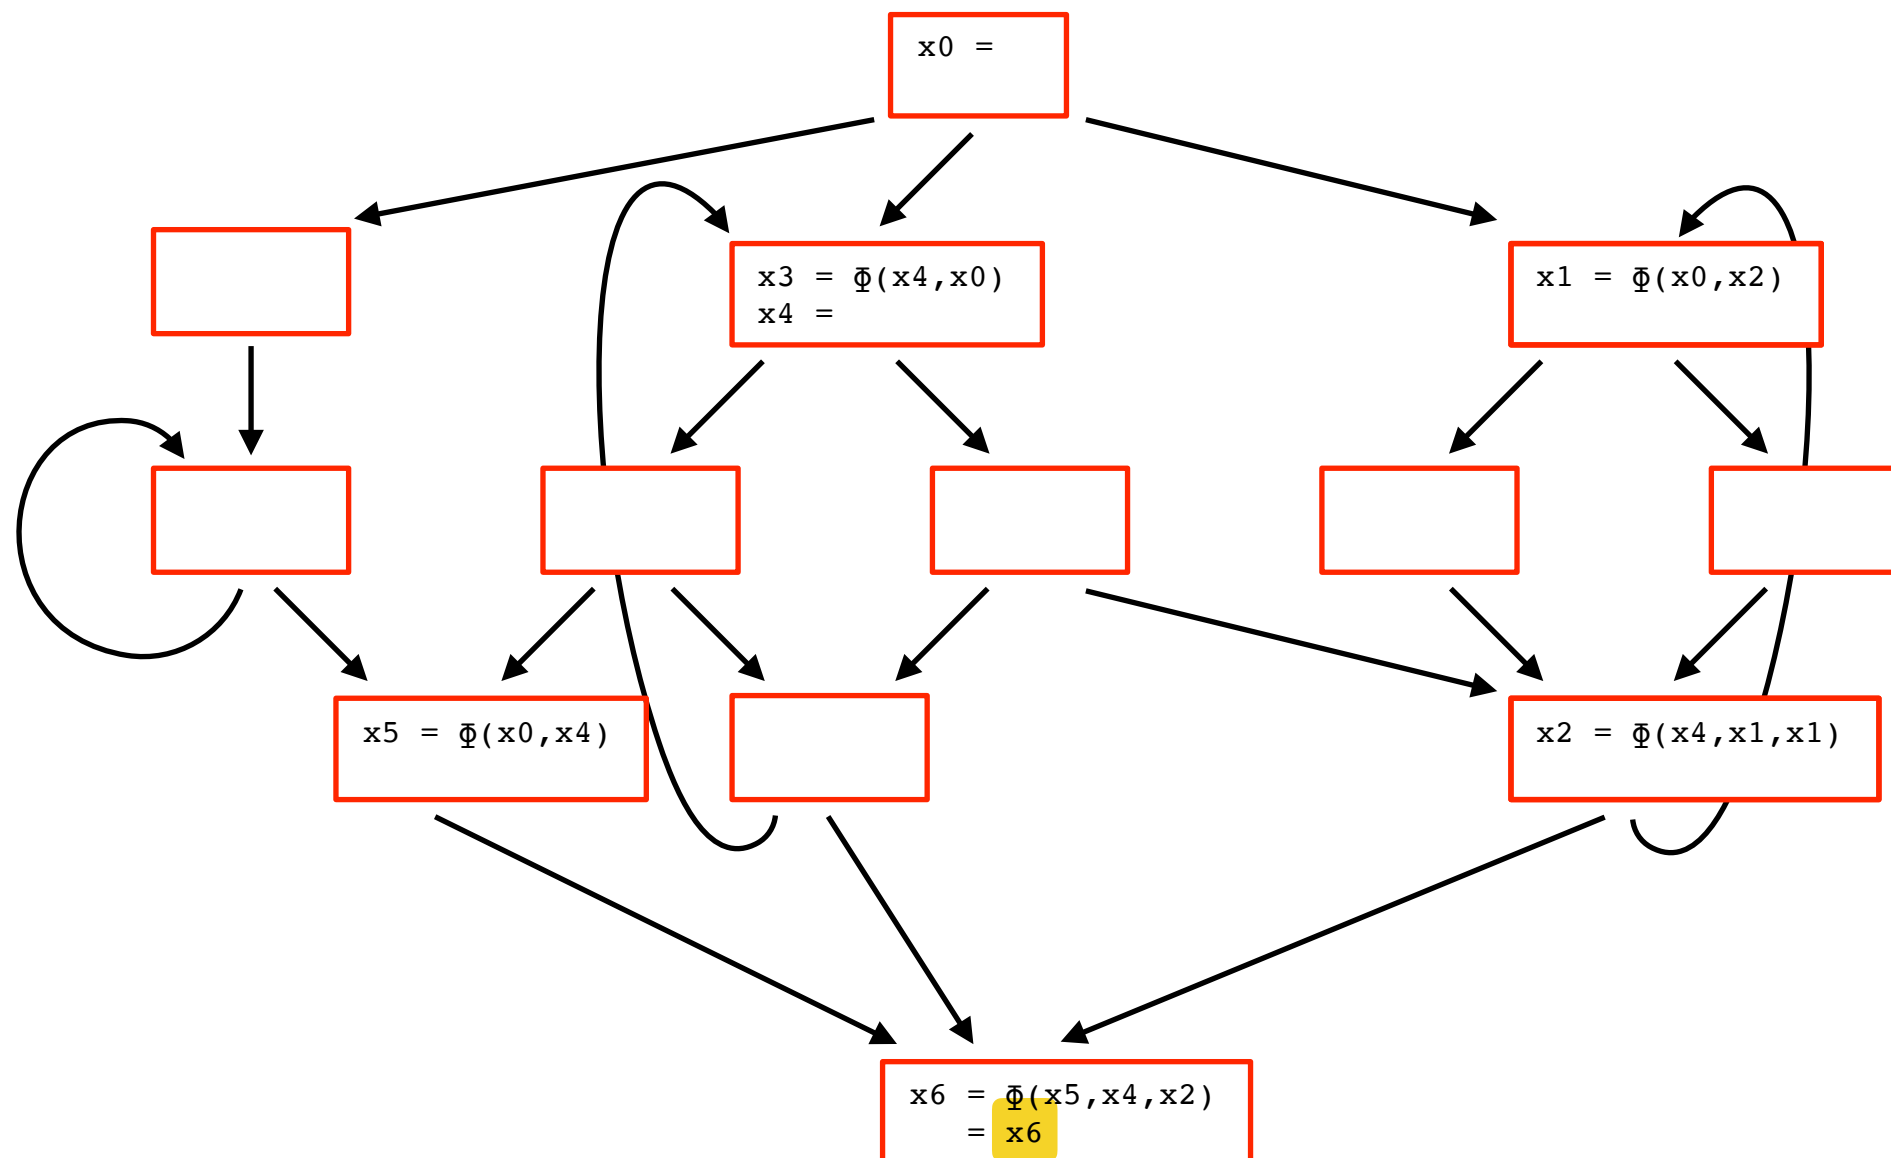 x0 =
x3 = Φ(x4,x0)
x4 =
x1 = Φ(x0,x2)
x5 = Φ(x0,x4)
x2 = Φ(x4,x1,x1)
x6 = Φ(x5,x4,x2)
= x6